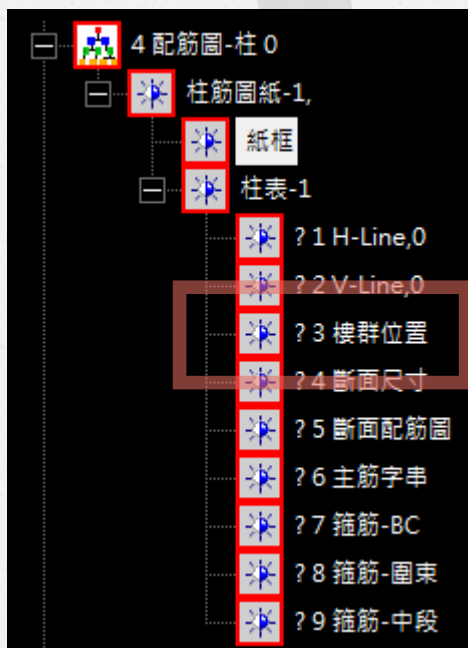 4 配筋圖-柱 0
柱筋圖紙-1,
紙框
柱表-1
? 1 H-Line,0
? 2 V-Line,0
? 3 樓群位置
? 4 斷面尺寸
? 5 斷面配筋圖
? 6 主筋字串
? 7 箍筋-BC
? 8 箍筋-圍束
? 9 箍筋-中段